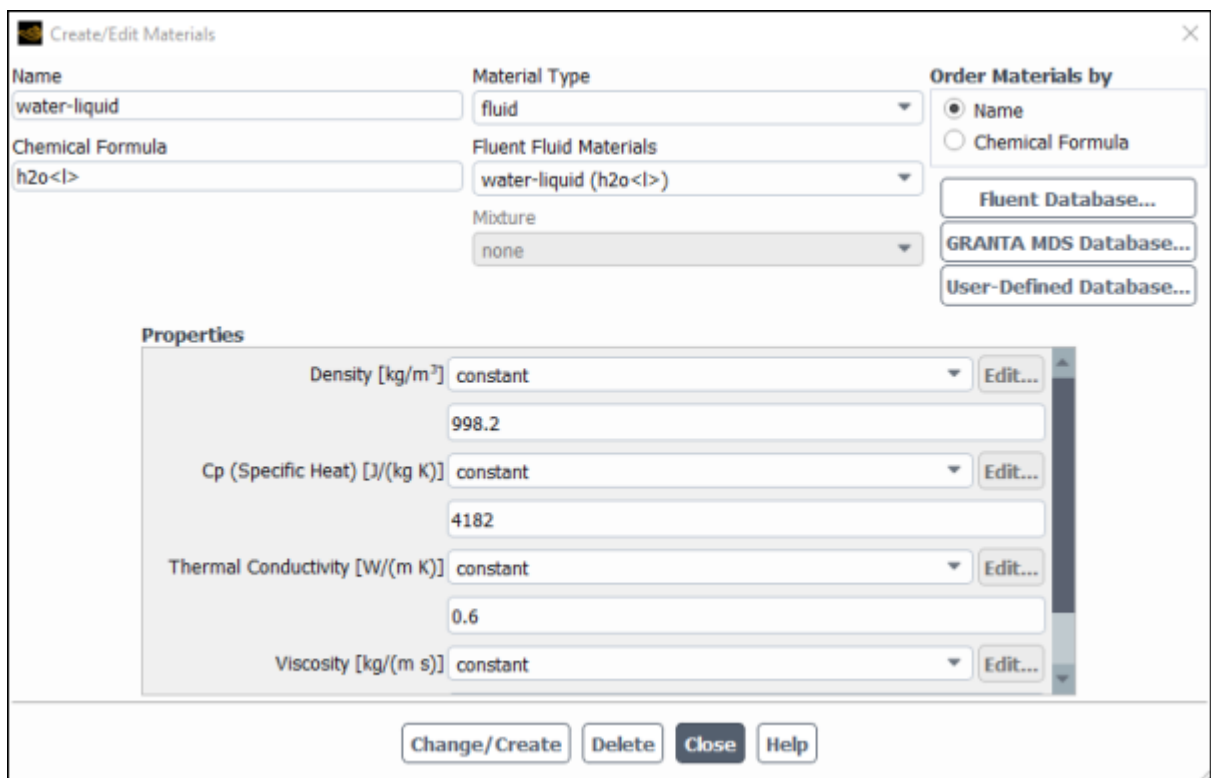 Create/Edit Materials
Name
water-liquid
Chemical Formula
h2o<l>
Material Type
fluid
Fluent Fluid Materials
water-liquid (h2o<l>)
Mixture
none
Order Materials by
Name
Chemical Formula
Fluent Database...
GRANTA MDS Database...
User-Defined Database...
Properties
Density [kg/m³] constant Edit...
998.2
Cp (Specific Heat) [J/(kg K)] constant Edit...
4182
Thermal Conductivity [W/(m K)] constant Edit...
0.6
Viscosity [kg/(m s)] constant Edit...
Change/Create Delete Close Help